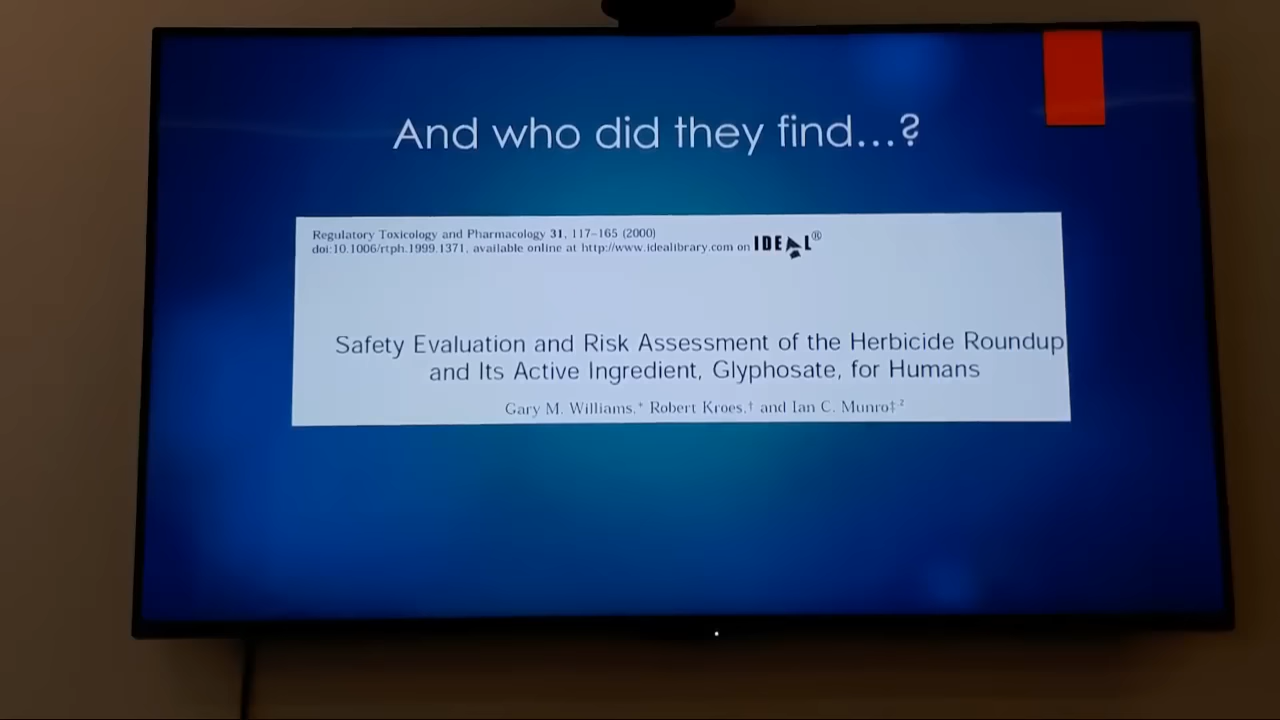 And who did they find...?
Regulatory Toxicology and Pharmacology 31, 117–165 (2000)
doi:10.1006/rtph.1999.1371, available online at http://www.idealibrary.com on IDEAL®
Safety Evaluation and Risk Assessment of the Herbicide Roundup
and Its Active Ingredient, Glyphosate, for Humans
Gary M. Williams,* Robert Kroes,† and Ian C. Munro‡,²